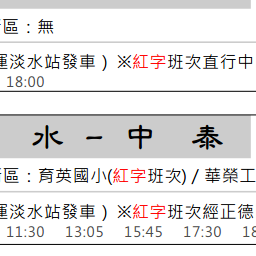 區：無
淡水站發車 ) ※紅字班次直行中
18:00
水 – 中 泰
區：育英國小(紅字班次) / 華榮工
淡水站發車 ) ※紅字班次經正德
11:30 13:05 15:45 17:30 18